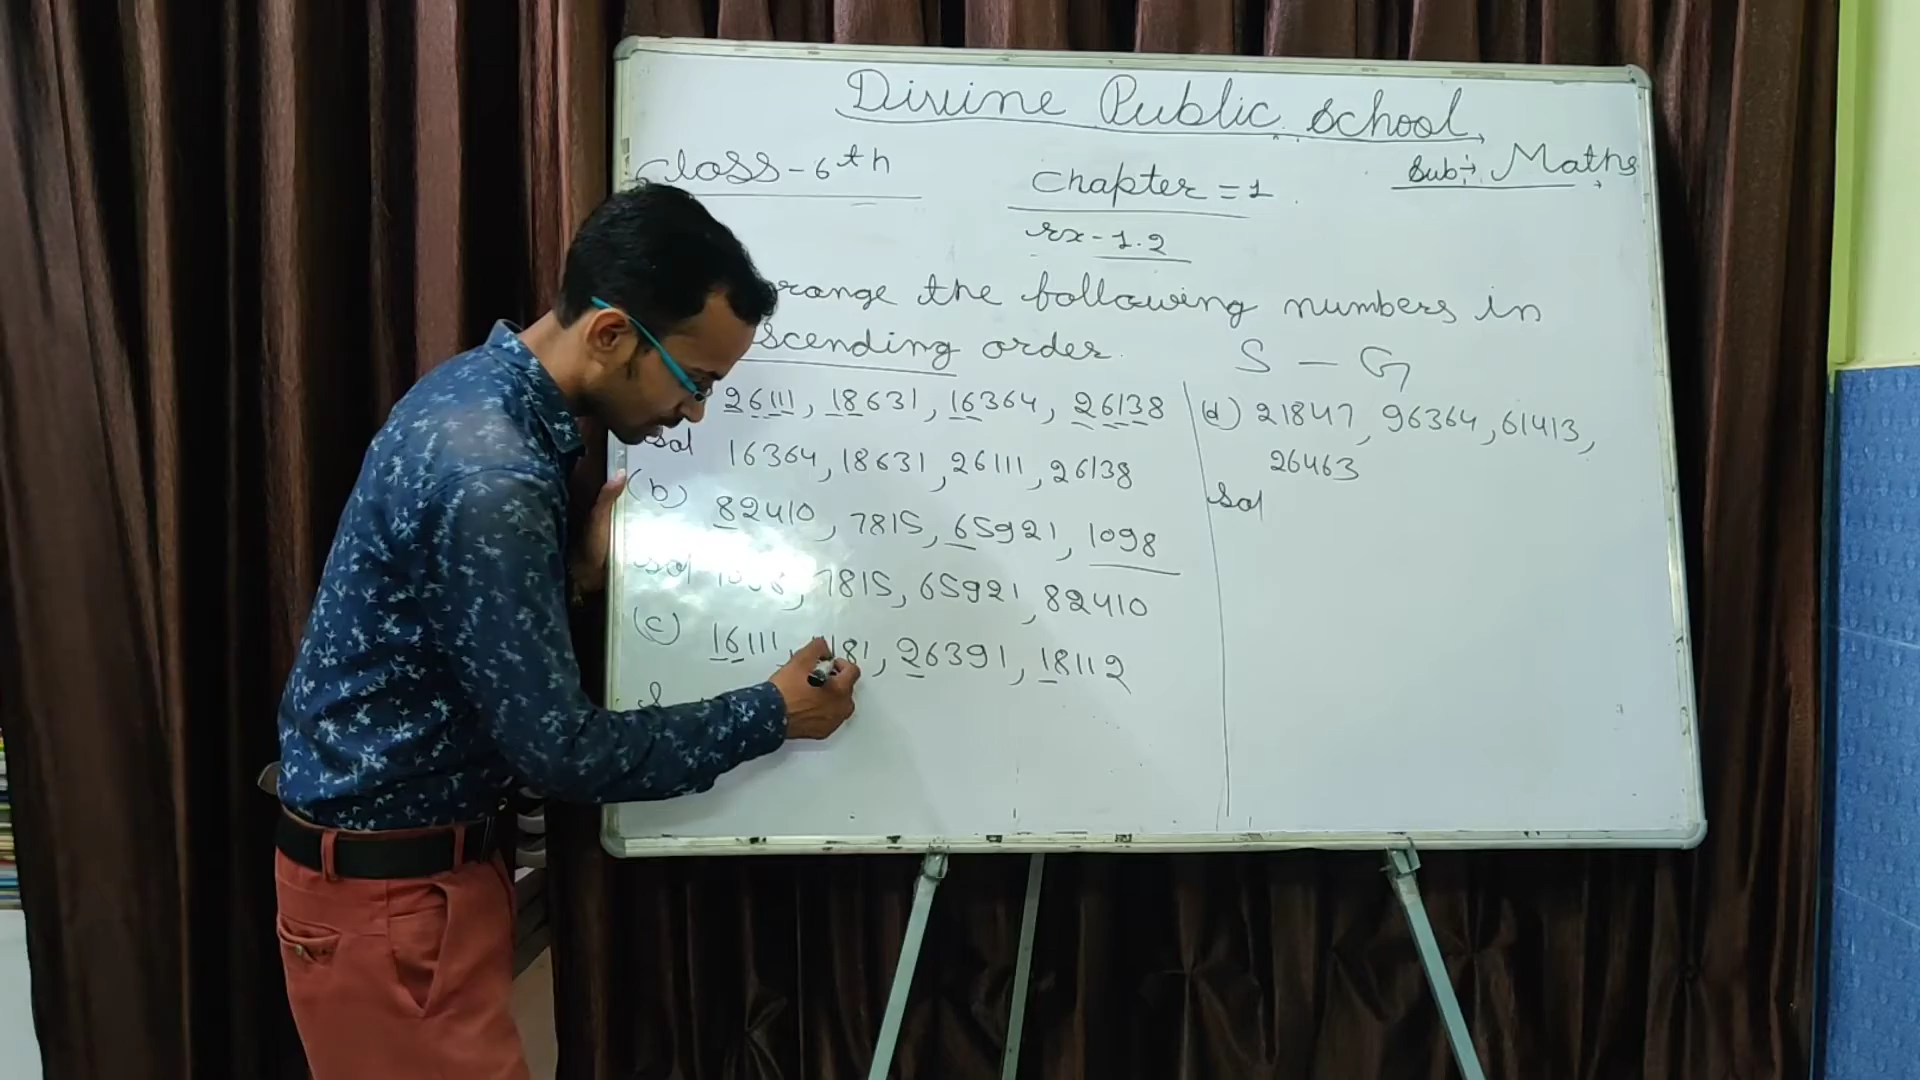 Divine Public School
Class-6th
Chapter = 1
Sub:- Maths
Ex-1.2
range the following numbers in
scending order.
S - G
26111, 18631, 16364, 26138
Sol 16364, 18631, 26111, 26138
(b) 82410, 7815, 65921, 1098
Sol 1098, 7815, 65921, 82410
(c) 16111, 181, 26391, 18112
(d) 21847, 96364, 61413,
26463
Sol